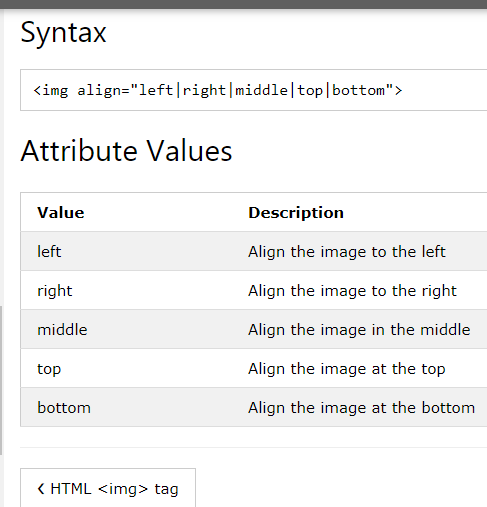 Syntax
<img align="left|right|middle|top|bottom">
Attribute Values
Value Description
left Align the image to the left
right Align the image to the right
middle Align the image in the middle
top Align the image at the top
bottom Align the image at the bottom
❮ HTML <img> tag